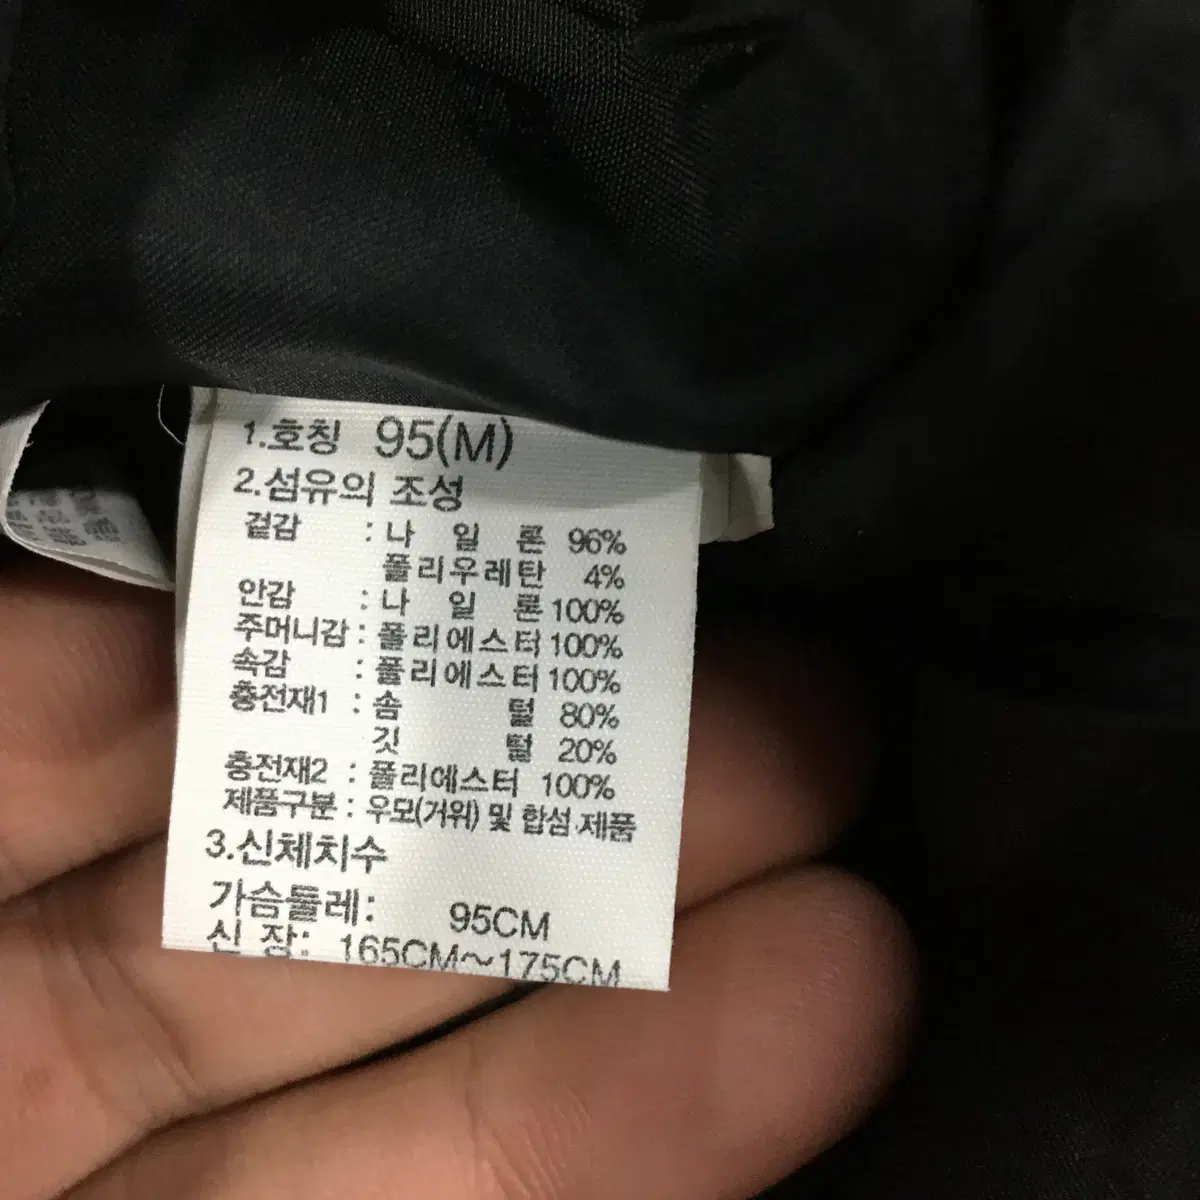 1.호칭 95(M)
2.섬유의 조성
겉감 : 나 일 론 96%
폴리우레탄 4%
안감 : 나 일 론 100%
주머니감 : 폴리에스터 100%
속감 : 폴리에스터 100%
충전재1 : 솜 털 80%
깃 털 20%
충전재2 : 폴리에스터 100%
제품구분 : 우모(거위) 및 합섬 제품
3.신체치수
가슴둘레: 95CM
신 장: 165CM~175CM